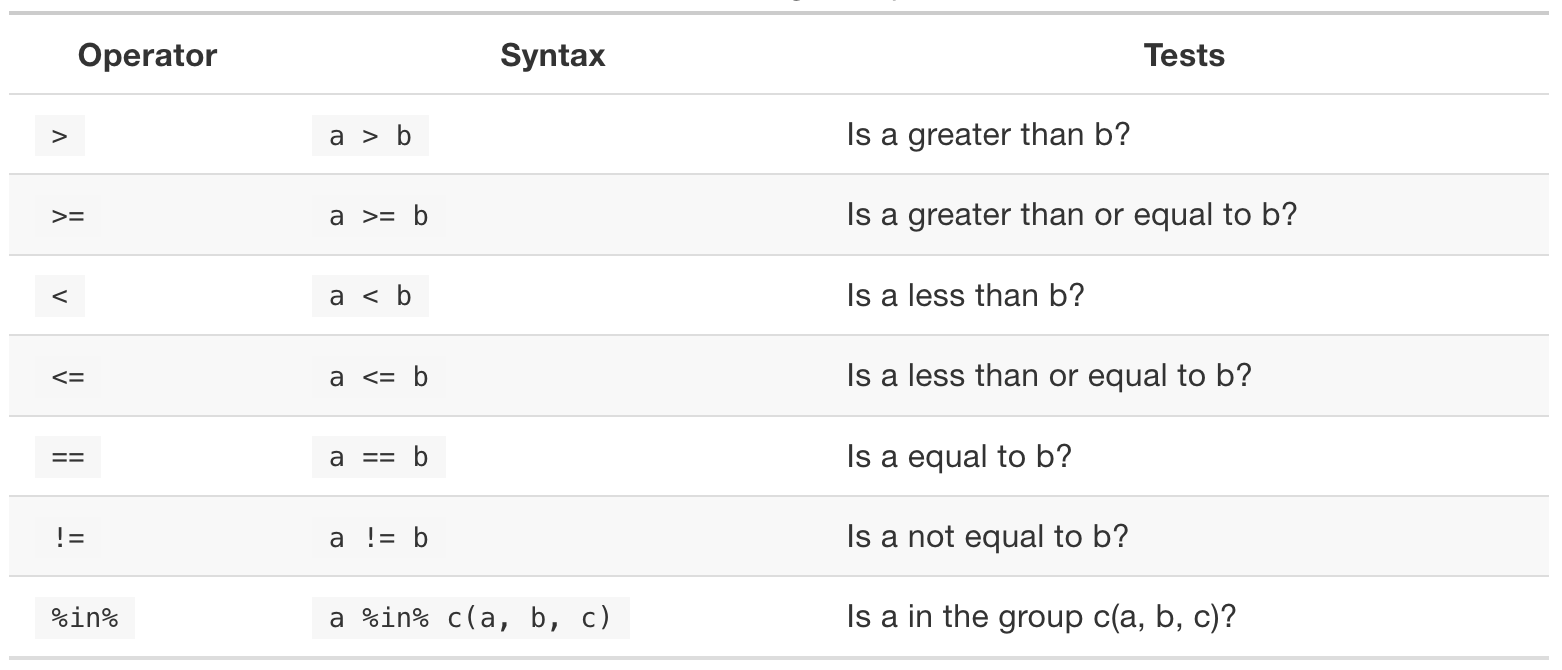 Operator Syntax Tests
> a > b Is a greater than b?
>= a >= b Is a greater than or equal to b?
< a < b Is a less than b?
<= a <= b Is a less than or equal to b?
== a == b Is a equal to b?
!= a != b Is a not equal to b?
%in% a %in% c(a, b, c) Is a in the group c(a, b, c)?